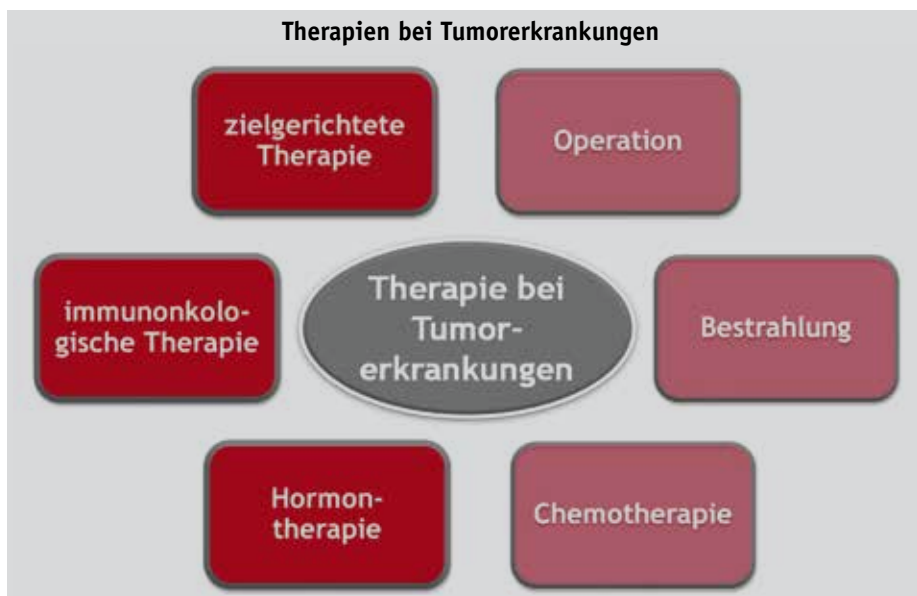 Therapien bei Tumorerkrankungen
zielgerichtete
Therapie
Operation
immunonkolo-
gische Therapie
Therapie bei
Tumor-
erkrankungen
Bestrahlung
Hormon-
therapie
Chemotherapie